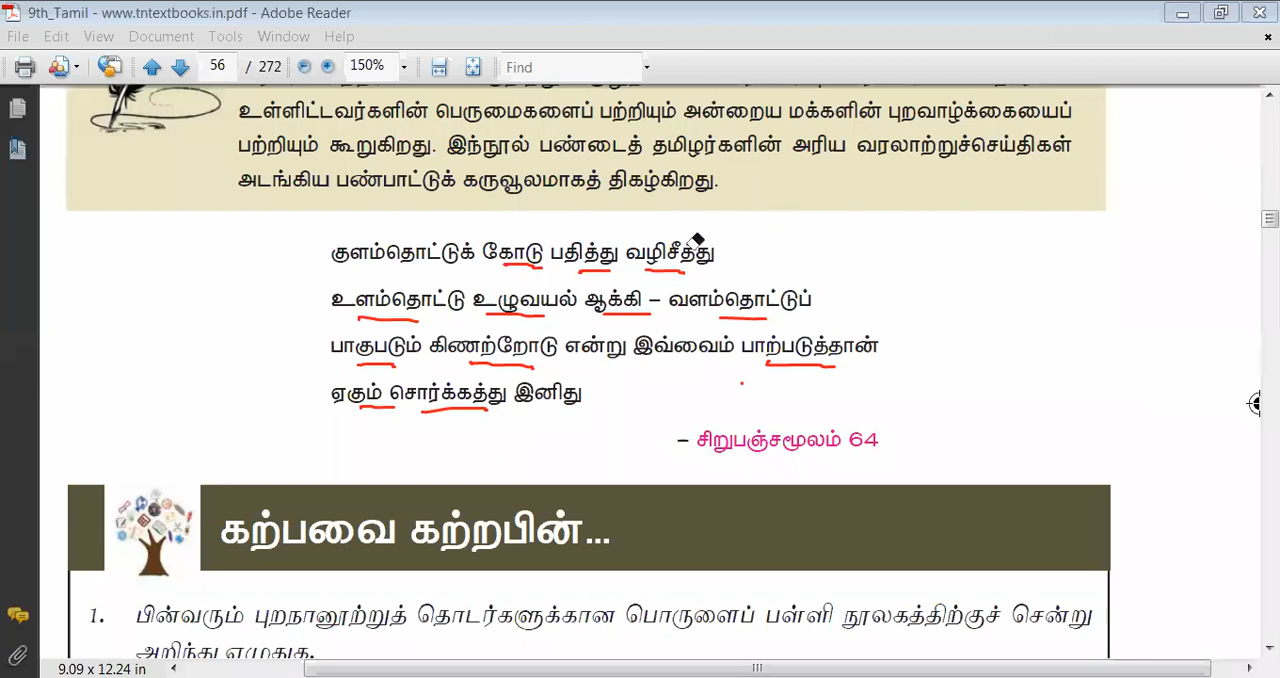 9th_Tamil - www.tntextbooks.in.pdf - Adobe Reader
File Edit View Document Tools Window Help
56 / 272 150% Find
உள்ளிட்டவர்களின் பெருமைகளைப் பற்றியும் அன்றைய மக்களின் புறவாழ்க்கையைப்
பற்றியும் கூறுகிறது. இந்நூல் பண்டைத் தமிழர்களின் அரிய வரலாற்றுச்செய்திகள்
அடங்கிய பண்பாட்டுக் கருவூலமாகத் திகழ்கிறது.
குளம்தொட்டுக் கோடு பதித்து வழிசீத்து
உளம்தொட்டு உழுவயல் ஆக்கி – வளம்தொட்டுப்
பாகுபடும் கிணற்றோடு என்று இவ்வைம் பாற்படுத்தான்
ஏகும் சொர்க்கத்து இனிது
– சிறுபஞ்சமூலம் 64
கற்பவை கற்றபின்...
1. பின்வரும் புறநானூற்றுத் தொடர்களுக்கான பொருளைப் பள்ளி நூலகத்திற்குச் சென்று
அறிந்து எழுதுக.
9.09 x 12.24 in